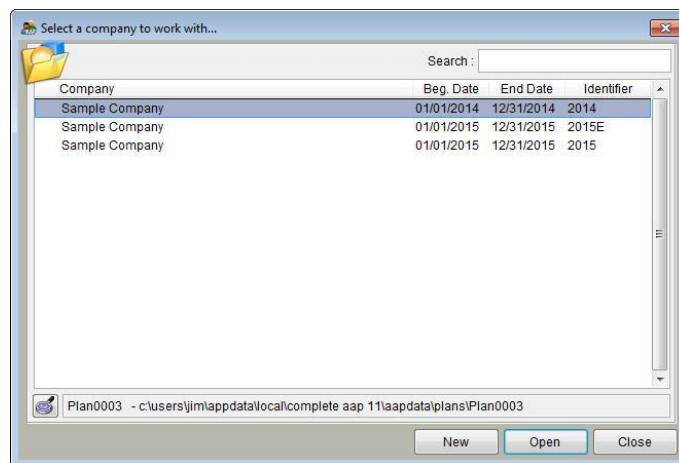 Select a company to work with...
Search :
Company Beg. Date End Date Identifier
Sample Company 01/01/2014 12/31/2014 2014
Sample Company 01/01/2015 12/31/2015 2015E
Sample Company 01/01/2015 12/31/2015 2015
Plan0003 - c:\users\jim\appdata\local\complete aap 11\aapdata\plans\Plan0003
New Open Close